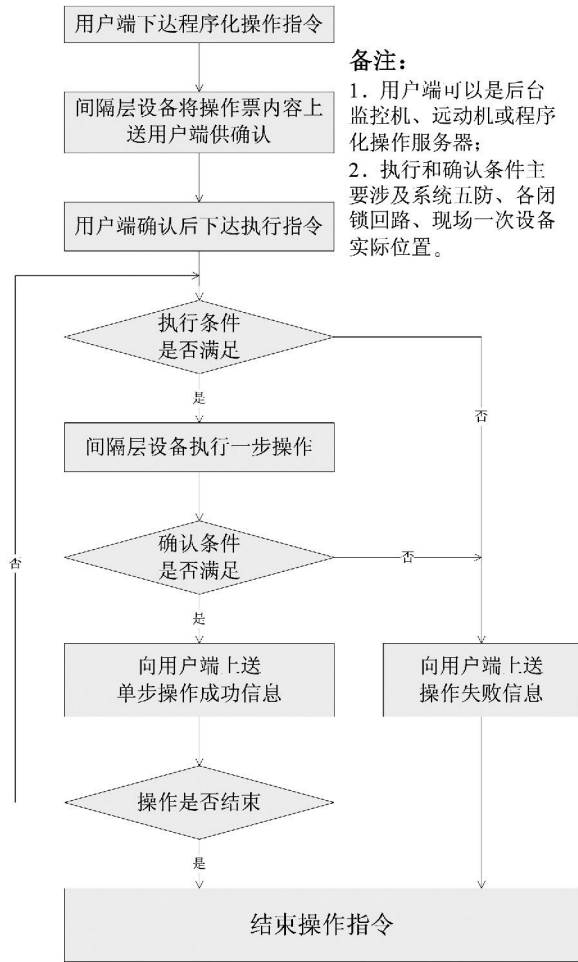 用户端下达程序化操作指令
备注：
1．用户端可以是后台
监控机、远动机或程序
化操作服务器；
2．执行和确认条件主
要涉及系统五防、各闭
锁回路、现场一次设备
实际位置。
间隔层设备将操作票内容上
送用户端供确认
用户端确认后下达执行指令
执行条件
是否满足
是
否
间隔层设备执行一步操作
确认条件
是否满足
否
否
是
向用户端上送
单步操作成功信息
向用户端上送
操作失败信息
操作是否结束
是
结束操作指令